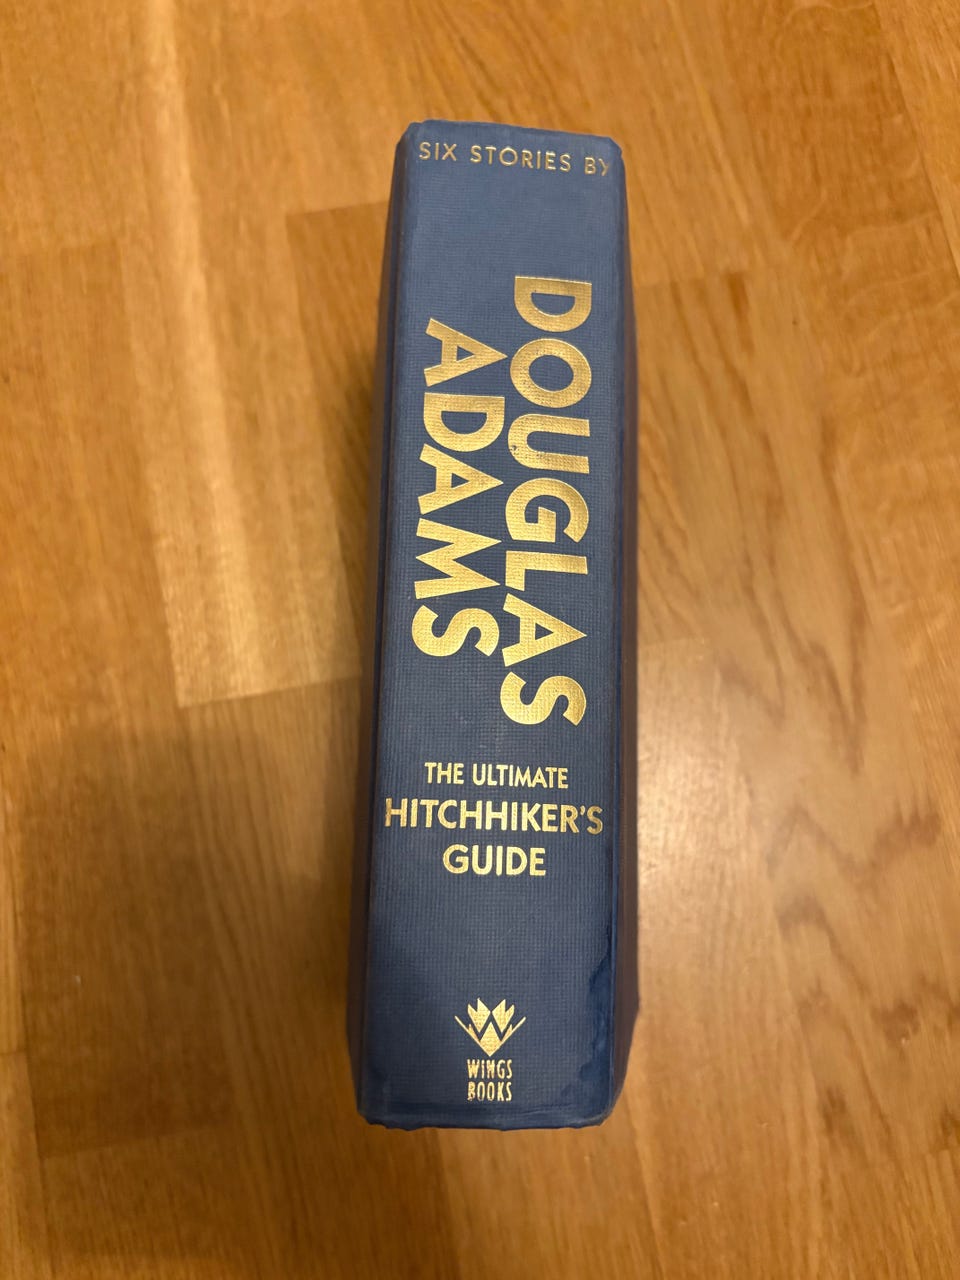 SIX STORIES BY
DOUGLAS
ADAMS
THE ULTIMATE
HITCHHIKER'S
GUIDE
WINGS
BOOKS